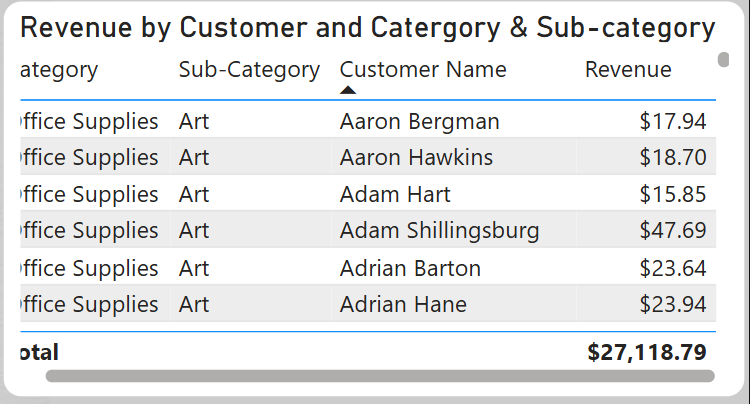 Revenue by Customer and Catergory & Sub-category
ategory Sub-Category Customer Name Revenue
ffice Supplies Art Aaron Bergman $17.94
ffice Supplies Art Aaron Hawkins $18.70
ffice Supplies Art Adam Hart $15.85
ffice Supplies Art Adam Shillingsburg $47.69
ffice Supplies Art Adrian Barton $23.64
ffice Supplies Art Adrian Hane $23.94
otal $27,118.79